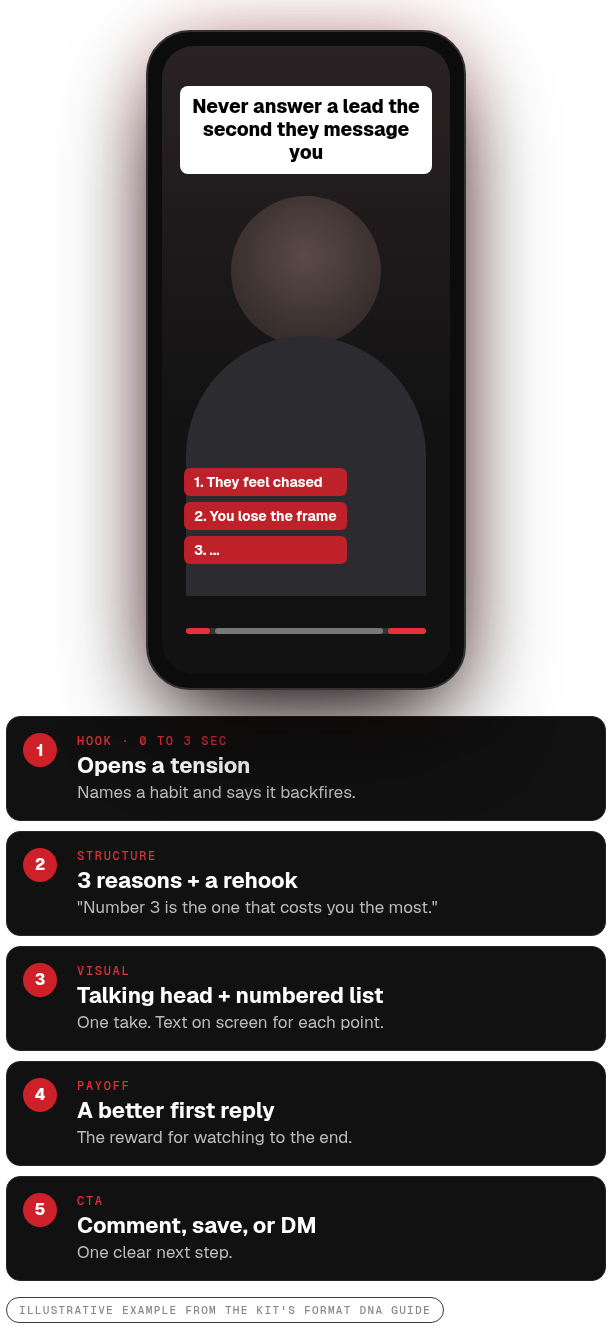 Never answer a lead the
second they message
you
1. They feel chased
2. You lose the frame
3. ...
1
HOOK · 0 TO 3 SEC
Opens a tension
Names a habit and says it backfires.
2
STRUCTURE
3 reasons + a rehook
"Number 3 is the one that costs you the most."
3
VISUAL
Talking head + numbered list
One take. Text on screen for each point.
4
PAYOFF
A better first reply
The reward for watching to the end.
5
CTA
Comment, save, or DM
One clear next step.
ILLUSTRATIVE EXAMPLE FROM THE KIT'S FORMAT DNA GUIDE